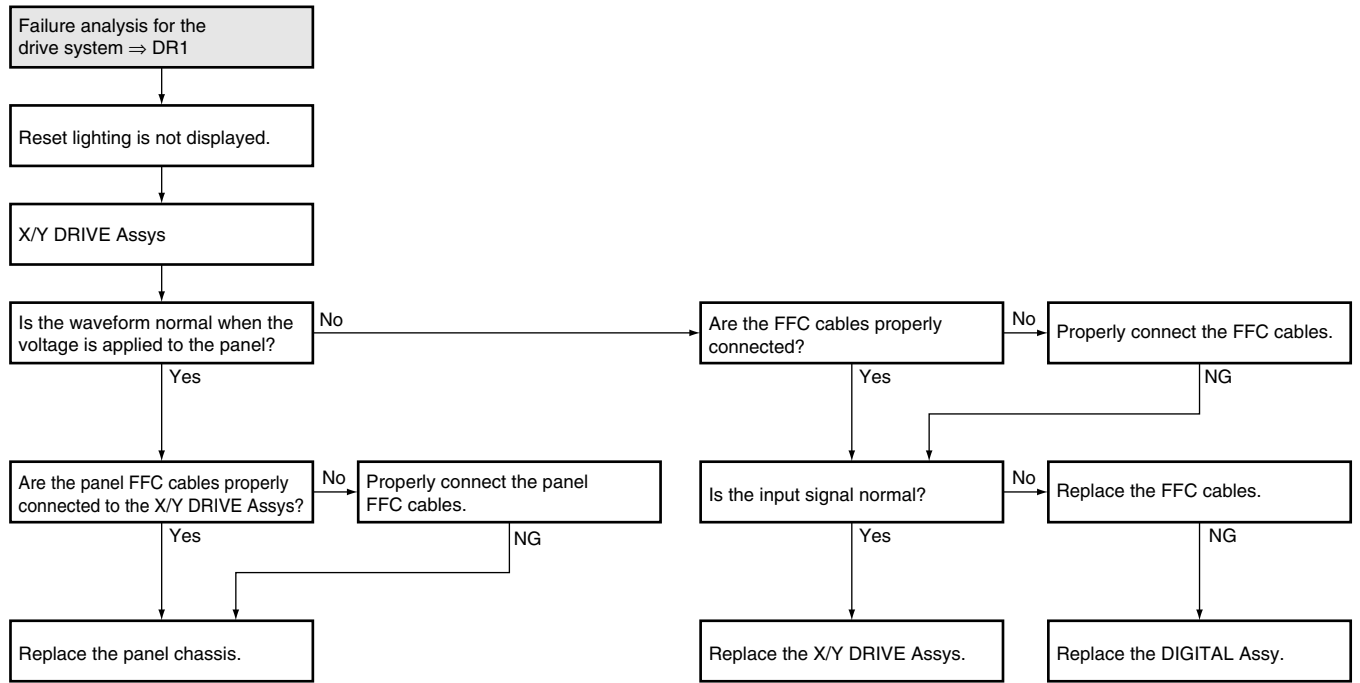 Failure analysis for the
drive system ⇒ DR1
Reset lighting is not displayed.
X/Y DRIVE Assys
Is the waveform normal when the
voltage is applied to the panel?
No
Are the FFC cables properly
connected?
No
Properly connect the FFC cables.
Yes
Yes
NG
Are the panel FFC cables properly
connected to the X/Y DRIVE Assys?
No
Properly connect the panel
FFC cables.
Is the input signal normal?
No
Replace the FFC cables.
Yes
NG
Yes
NG
Replace the panel chassis.
Replace the X/Y DRIVE Assys.
Replace the DIGITAL Assy.